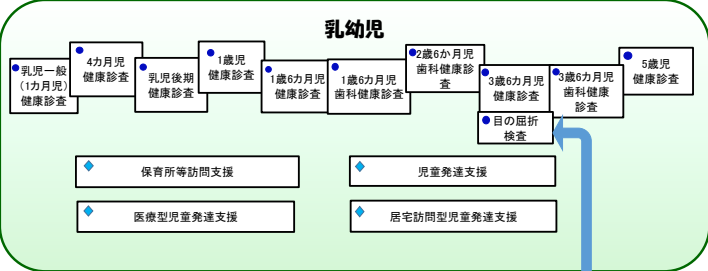 乳幼児
乳児一般
(1カ月児)
健康診査
4カ月児
健康診査
乳児後期
健康診査
1歳児
健康診査
1歳6カ月児
健康診査
1歳6カ月児
歯科健康診査
2歳6か月児
歯科健康診
査
3歳6カ月児
健康診査
目の屈折
検査
3歳6カ月児
歯科健康
診査
5歳児
健康診査
保育所等訪問支援
児童発達支援
医療型児童発達支援
居宅訪問型児童発達支援